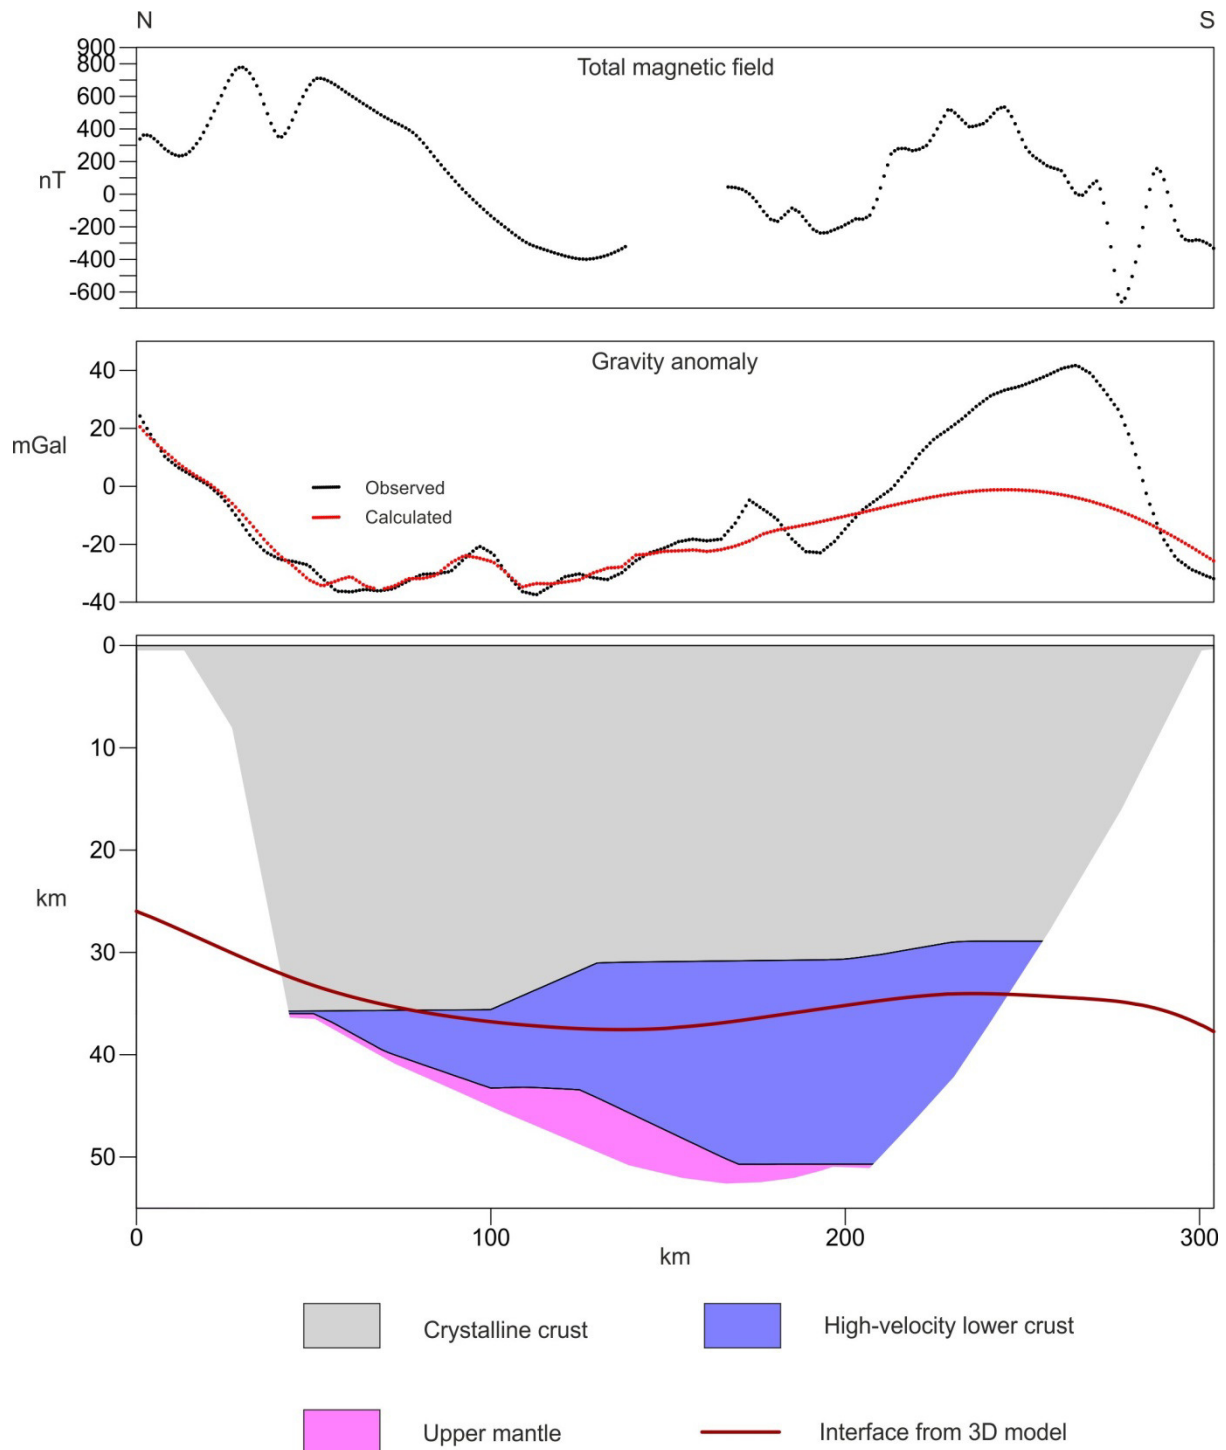 N S
900
800
600
400
200
0
-200
-400
-600
nT
Total magnetic field
Gravity anomaly
40
20
0
-20
-40
mGal
Observed
Calculated
0
10
20
30
40
50
km
0 100 200 300
km
Crystalline crust
High-velocity lower crust
Upper mantle
Interface from 3D model